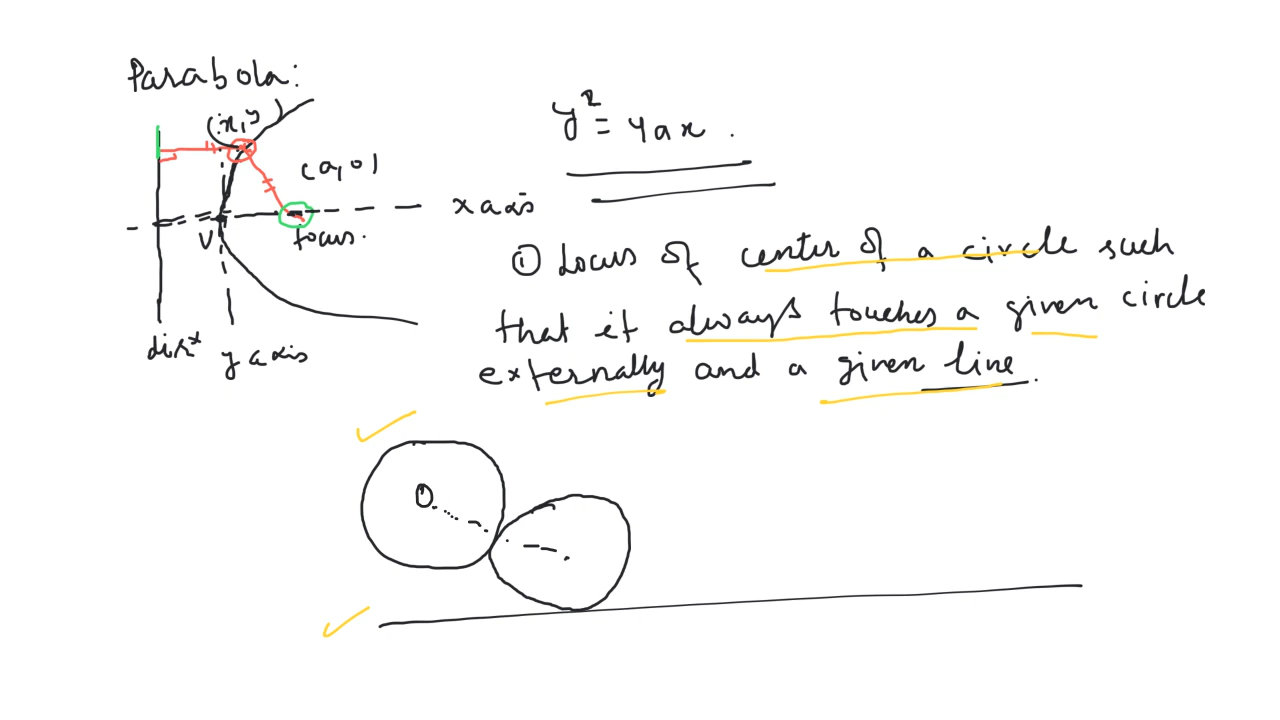 Parabola:
(x,y)
y² = 4ax.
(a,0)
x axis
V
focus.
dirˣ
y axis
① Locus of center of a circle such
that it always touches a given circle
externally and a given line.
O